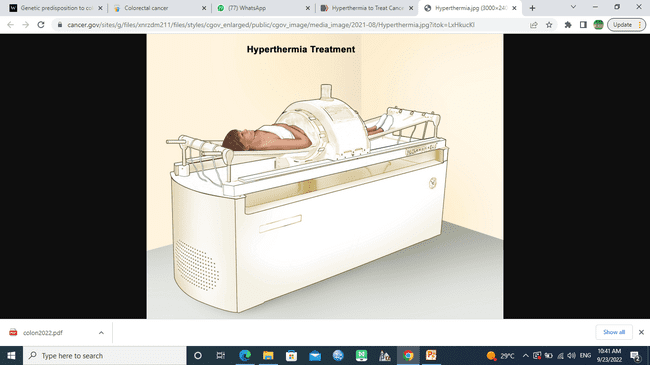 Genetic predisposition to co
Colorectal cancer
(77) WhatsApp
Hyperthermia to Treat Cance
Hyperthermia.jpg (3000×24
cancer.gov/sites/g/files/xnrzdm211/files/styles/cgov_enlarged/public/cgov_image/media_image/2021-08/Hyperthermia.jpg?itok=LxHkucKl
Update
Hyperthermia Treatment
colon2022.pdf
Show all
Type here to search
29°C
ENG
10:41 AM
9/23/2022
2